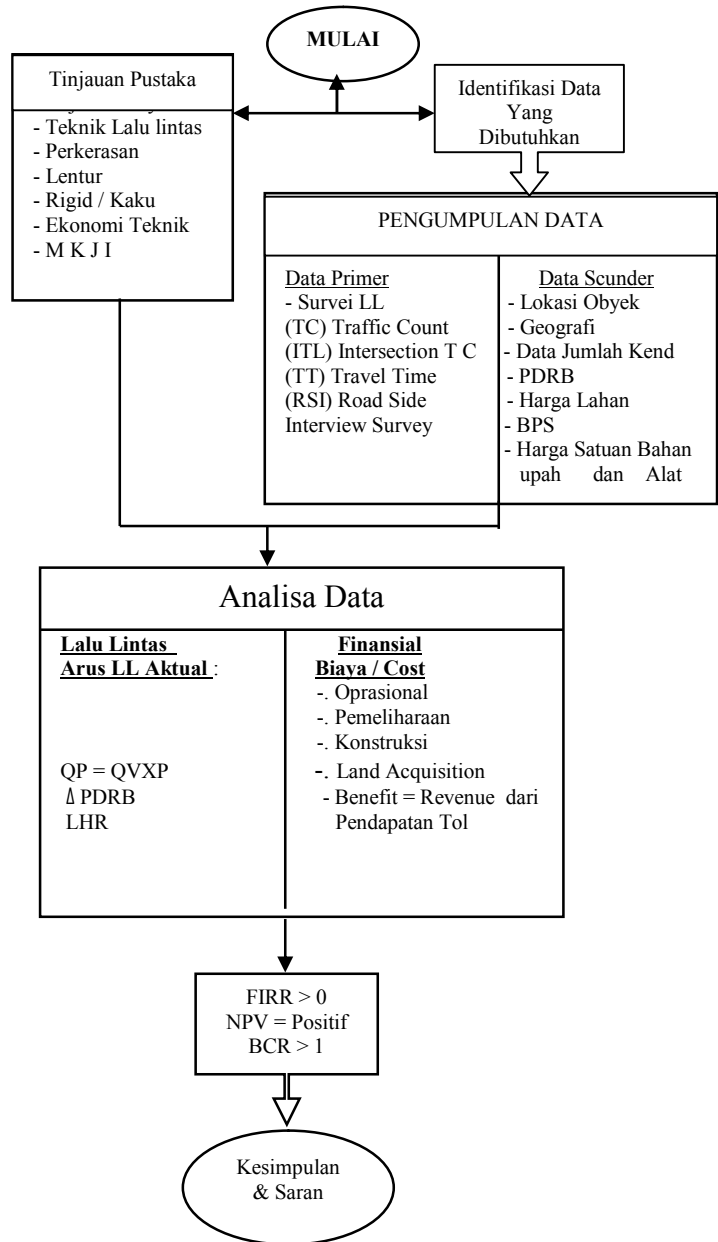 MULAI
Tinjauan Pustaka
- Teknik Lalu lintas
- Perkerasan
- Lentur
- Rigid / Kaku
- Ekonomi Teknik
- M K J I
Identifikasi Data
Yang
Dibutuhkan
PENGUMPULAN DATA
Data Primer
- Survei LL
(TC) Traffic Count
(ITL) Intersection T C
(TT) Travel Time
(RSI) Road Side
Interview Survey
Data Scunder
- Lokasi Obyek
- Geografi
- Data Jumlah Kend
- PDRB
- Harga Lahan
- BPS
- Harga Satuan Bahan
upah dan Alat
Analisa Data
Lalu Lintas
Arus LL Aktual :
QP = QVXP
Δ PDRB
LHR
Finansial
Biaya / Cost
-. Oprasional
-. Pemeliharaan
-. Konstruksi
-. Land Acquisition
- Benefit = Revenue dari
Pendapatan Tol
FIRR > 0
NPV = Positif
BCR > 1
Kesimpulan
& Saran